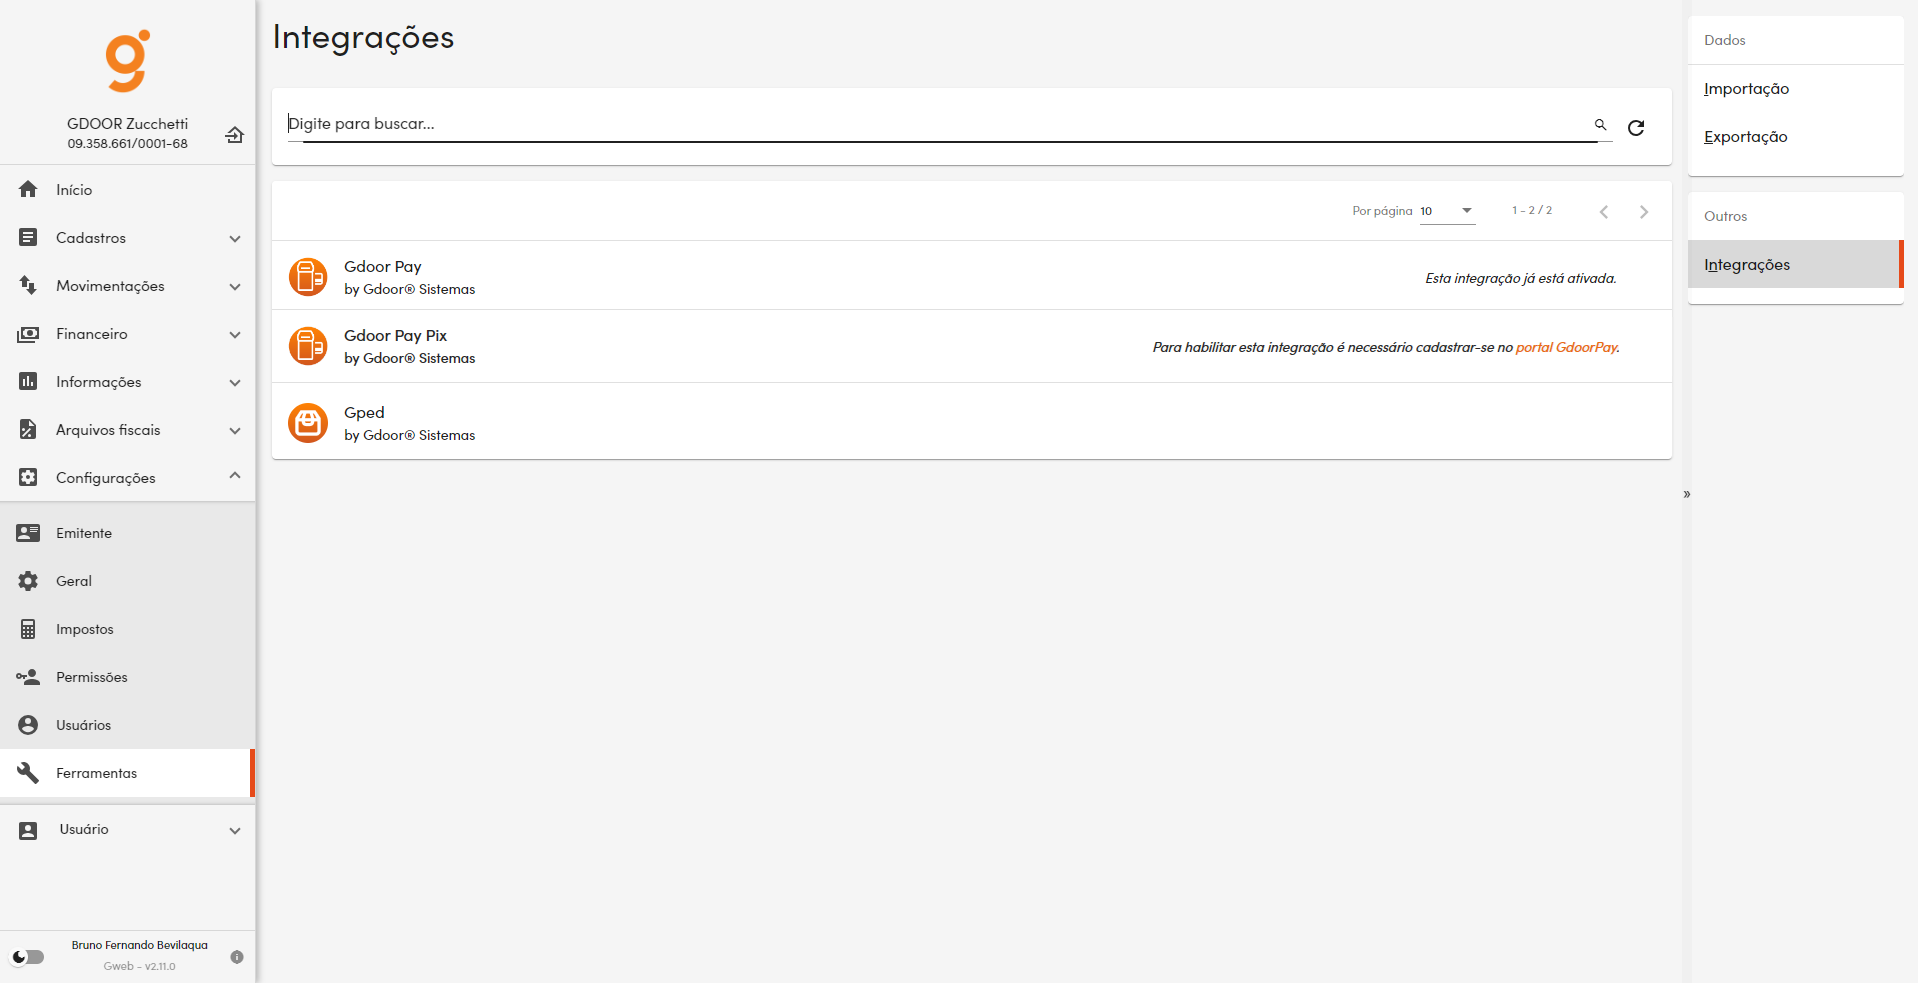 GDOOR Zucchetti
09.358.661/0001-68
Início
Cadastros
Movimentações
Financeiro
Informações
Arquivos fiscais
Configurações
Emitente
Geral
Impostos
Permissões
Usuários
Ferramentas
Usuário
Bruno Fernando Bevilaqua
Gweb - v2.11.0
Integrações
Digite para buscar...
Por página 10 1 - 2 / 2
Gdoor Pay
by Gdoor® Sistemas
Esta integração já está ativada.
Gdoor Pay Pix
by Gdoor® Sistemas
Para habilitar esta integração é necessário cadastrar-se no portal GdoorPay.
Gped
by Gdoor® Sistemas
»
Dados
Importação
Exportação
Outros
Integrações